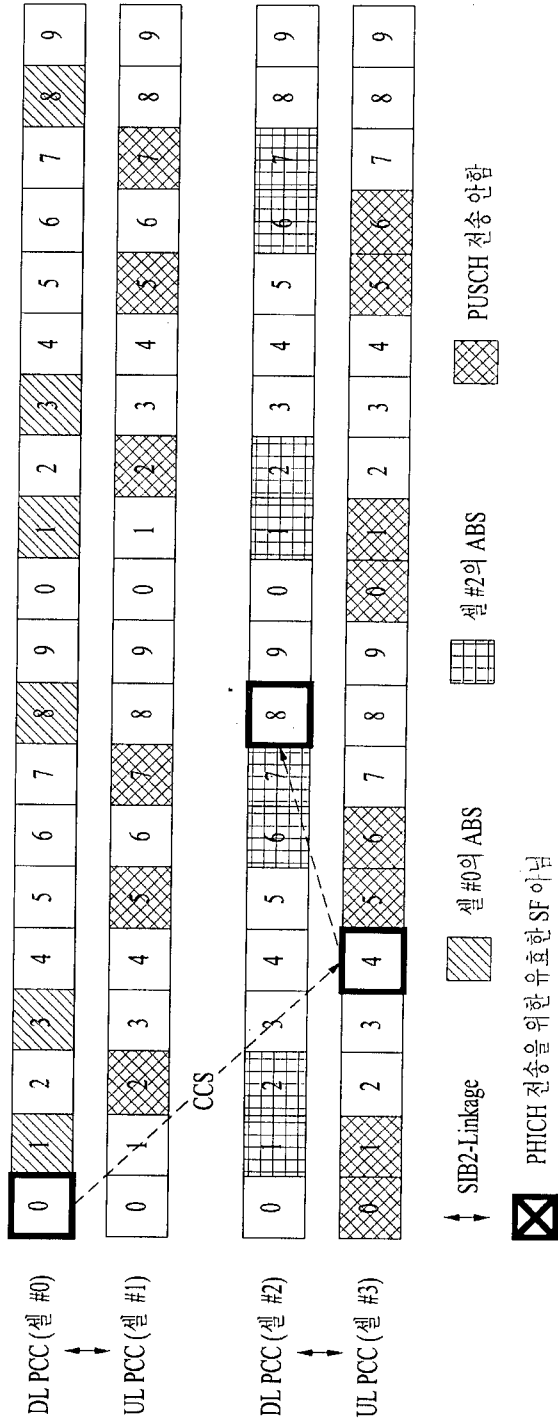 DL PCC (셀 #0) 0 1 2 3 4 5 6 7 8 9 0 1 2 3 4 5 6 7 8 9
UL PCC (셀 #1) 0 1 2 3 4 5 6 7 8 9 0 1 2 3 4 5 6 7 8 9
CCS
DL PCC (셀 #2) 0 1 2 3 4 5 6 7 8 9 0 1 2 3 4 5 6 7 8 9
UL PCC (셀 #3) 0 1 2 3 4 5 6 7 8 9 0 1 2 3 4 5 6 7 8 9
SIB2-Linkage 셀 #0의 ABS 셀 #2의 ABS PUSCH 전송 안함
PHICH 전송을 위한 유효한 SF 아님